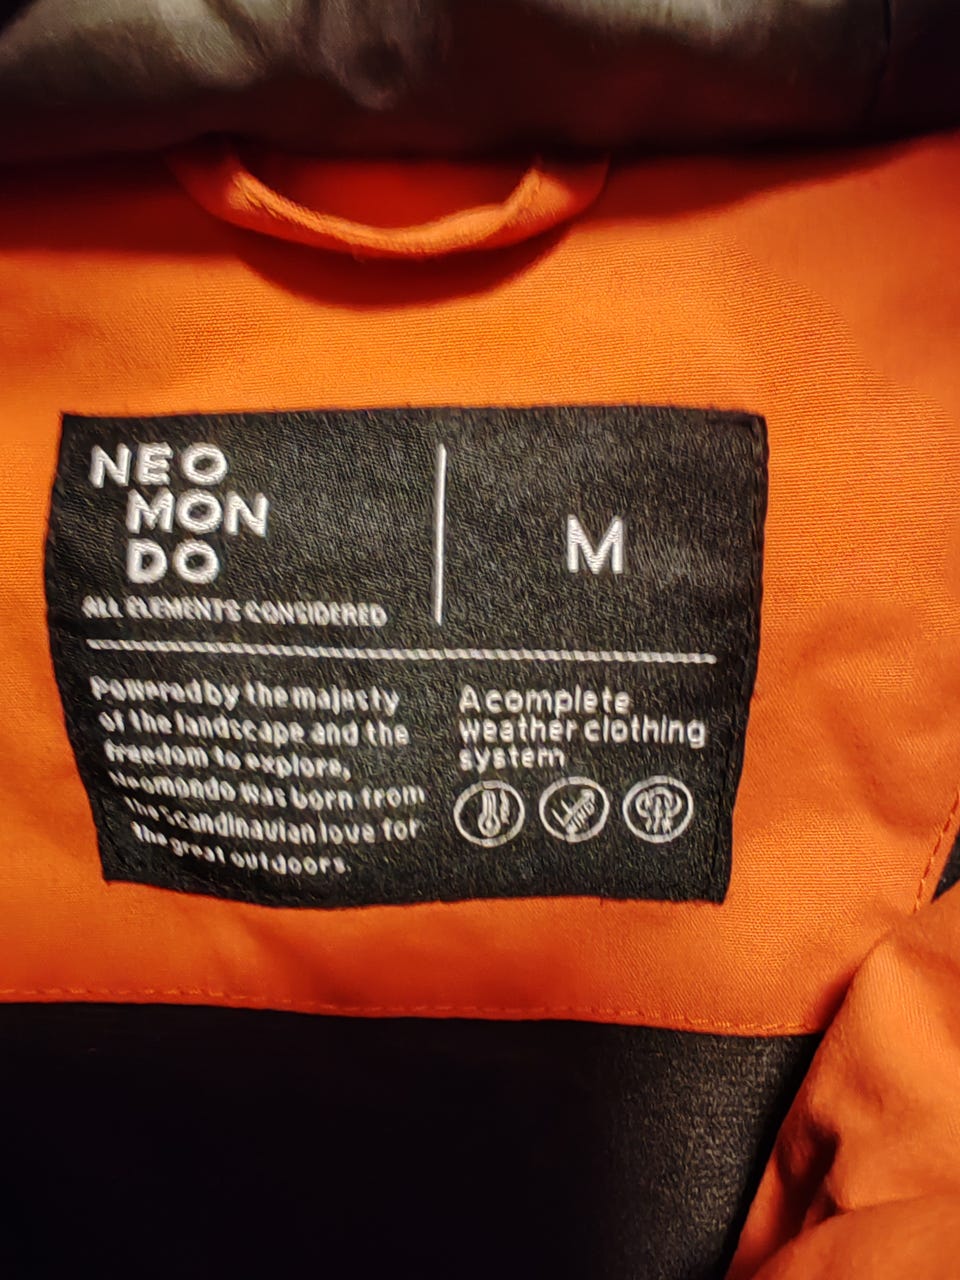 NEO
MON
DO
ALL ELEMENTS CONSIDERED
M
Powered by the majesty
of the landscape and the
freedom to explore,
Neomondo was born from
the Scandinavian love for
the great outdoors.
A complete
weather clothing
system